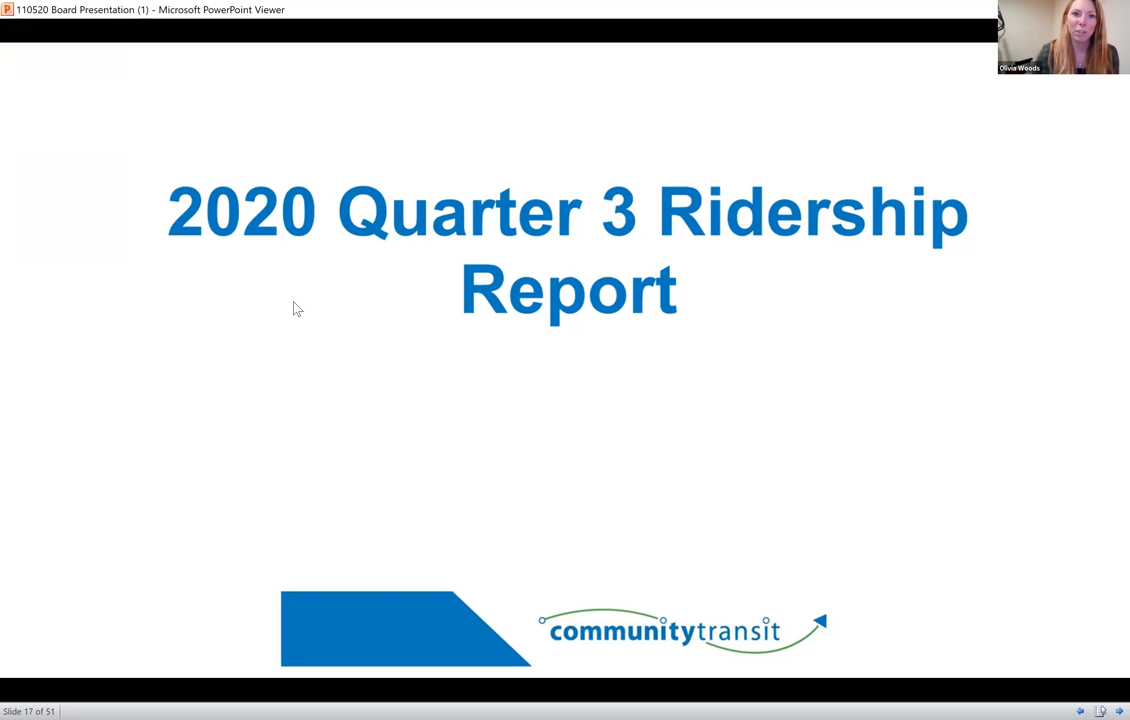 110520 Board Presentation (1) - Microsoft PowerPoint Viewer
Olivia Woods
2020 Quarter 3 Ridership
Report
communitytransit
Slide 17 of 51